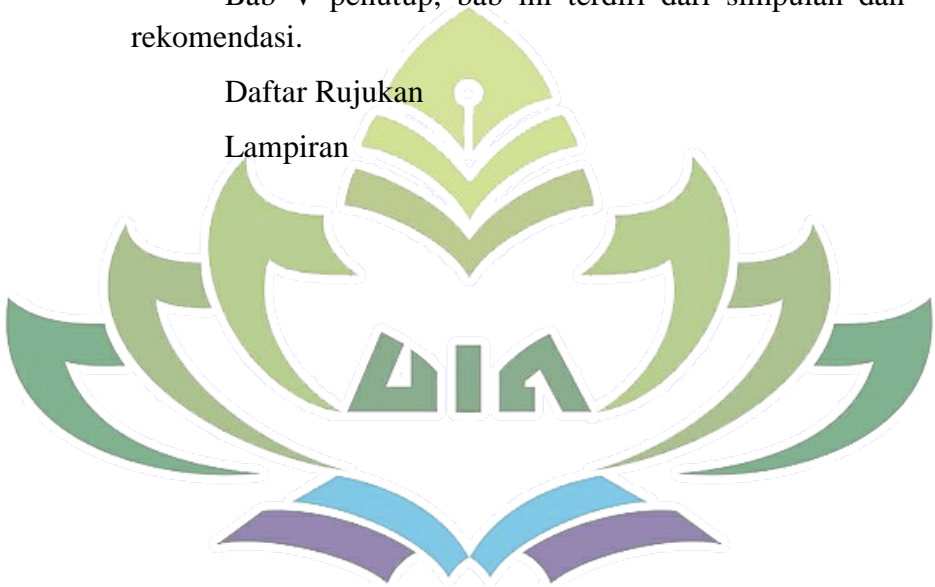 Bab V penutup, bab ini terdiri dari simpulan dan
rekomendasi.
Daftar Rujukan
Lampiran